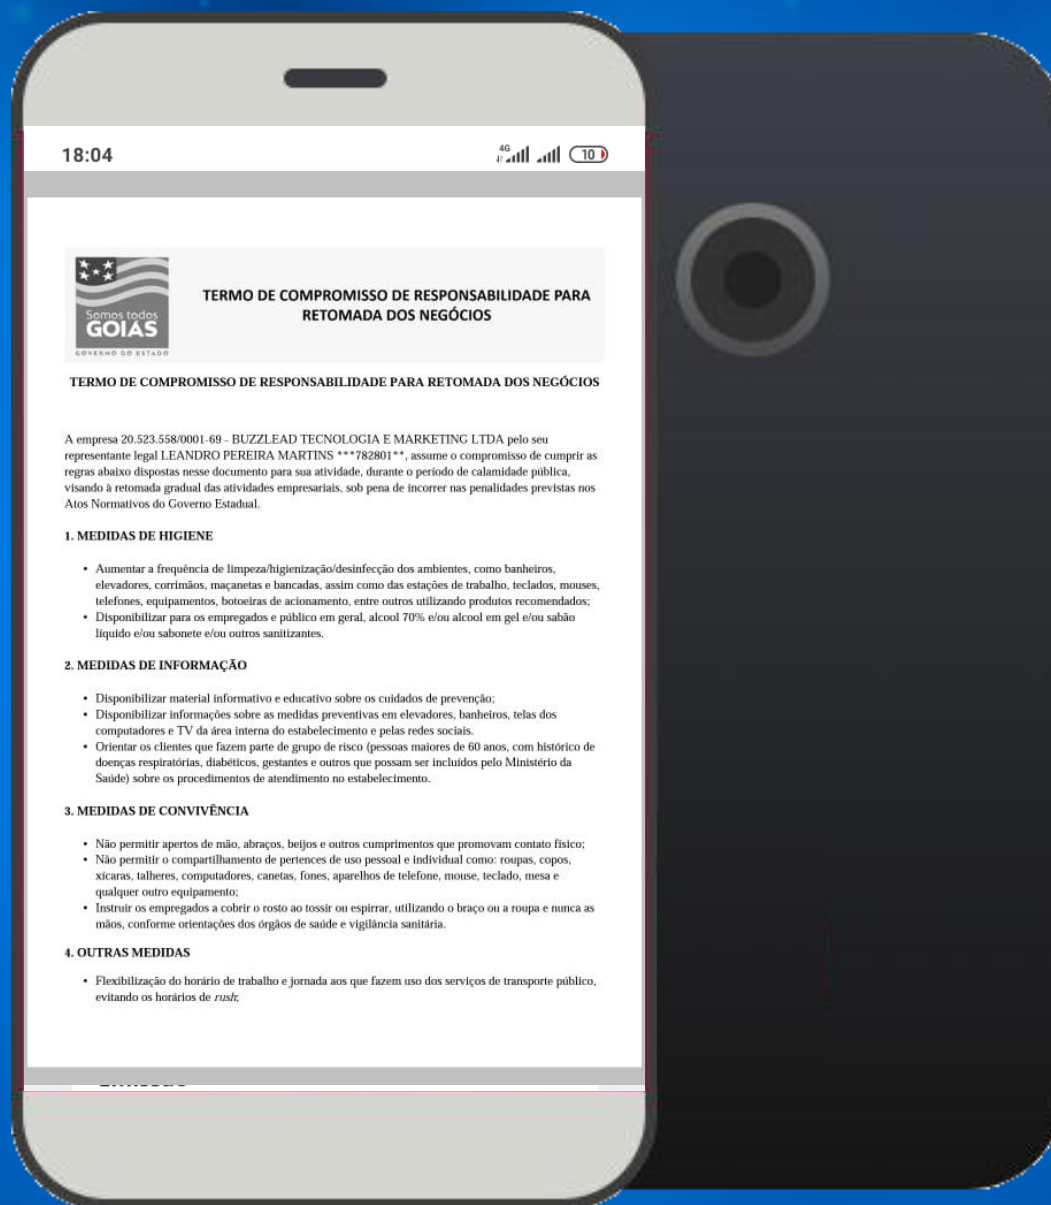 18:04
4G
10
Somos todos
GOIÁS
GOVERNO DO ESTADO
TERMO DE COMPROMISSO DE RESPONSABILIDADE PARA
RETOMADA DOS NEGÓCIOS
TERMO DE COMPROMISSO DE RESPONSABILIDADE PARA RETOMADA DOS NEGÓCIOS
A empresa 20.523.558/0001-69 - BUZZLEAD TECNOLOGIA E MARKETING LTDA pelo seu
representante legal LEANDRO PEREIRA MARTINS ***782801**, assume o compromisso de cumprir as
regras abaixo dispostas nesse documento para sua atividade, durante o período de calamidade pública,
visando à retomada gradual das atividades empresariais, sob pena de incorrer nas penalidades previstas nos
Atos Normativos do Governo Estadual.
1. MEDIDAS DE HIGIENE
• Aumentar a frequência de limpeza/higienização/desinfecção dos ambientes, como banheiros,
elevadores, corrimãos, maçanetas e bancadas, assim como das estações de trabalho, teclados, mouses,
telefones, equipamentos, botoeiras de acionamento, entre outros utilizando produtos recomendados;
• Disponibilizar para os empregados e público em geral, alcool 70% e/ou alcool em gel e/ou sabão
líquido e/ou sabonete e/ou outros sanitizantes.
2. MEDIDAS DE INFORMAÇÃO
• Disponibilizar material informativo e educativo sobre os cuidados de prevenção;
• Disponibilizar informações sobre as medidas preventivas em elevadores, banheiros, telas dos
computadores e TV da área interna do estabelecimento e pelas redes sociais.
• Orientar os clientes que fazem parte de grupo de risco (pessoas maiores de 60 anos, com histórico de
doenças respiratórias, diabéticos, gestantes e outros que possam ser incluídos pelo Ministério da
Saúde) sobre os procedimentos de atendimento no estabelecimento.
3. MEDIDAS DE CONVIVÊNCIA
• Não permitir apertos de mão, abraços, beijos e outros cumprimentos que promovam contato físico;
• Não permitir o compartilhamento de pertences de uso pessoal e individual como: roupas, copos,
xícaras, talheres, computadores, canetas, fones, aparelhos de telefone, mouse, teclado, mesa e
qualquer outro equipamento;
• Instruir os empregados a cobrir o rosto ao tossir ou espirrar, utilizando o braço ou a roupa e nunca as
mãos, conforme orientações dos órgãos de saúde e vigilância sanitária.
4. OUTRAS MEDIDAS
• Flexibilização do horário de trabalho e jornada aos que fazem uso dos serviços de transporte público,
evitando os horários de rush;